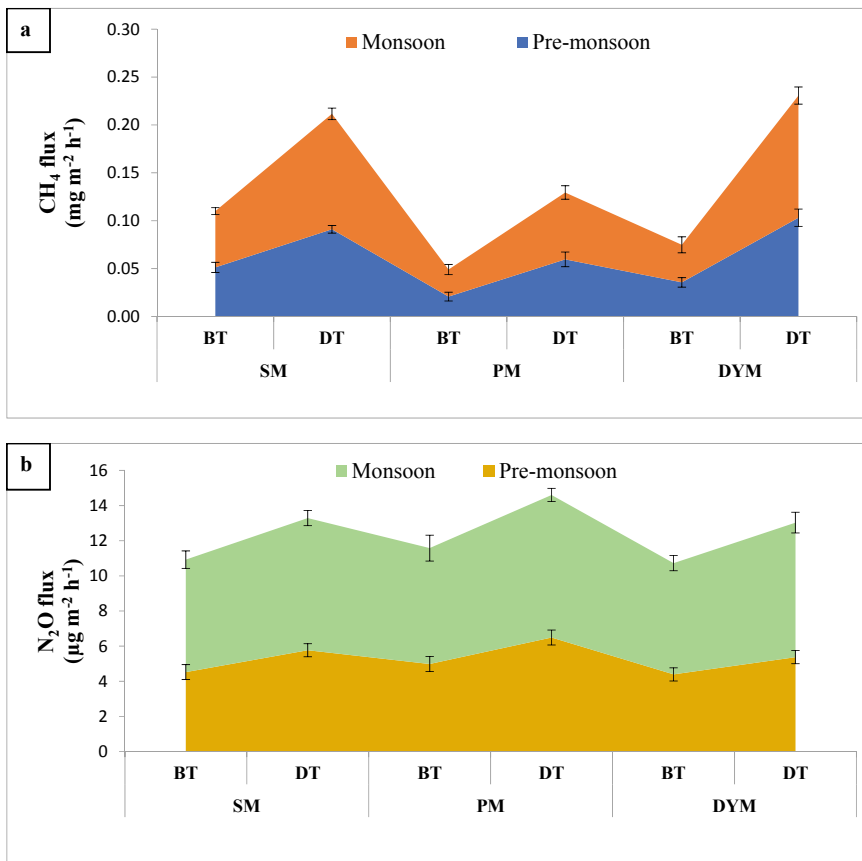 a
Monsoon Pre-monsoon
CH₄ flux
(mg m⁻² h⁻¹)
0.30
0.25
0.20
0.15
0.10
0.05
0.00
BT DT BT DT BT DT
SM PM DYM
b
Monsoon Pre-monsoon
N₂O flux
(µg m⁻² h⁻¹)
16
14
12
10
8
6
4
2
0
BT DT BT DT BT DT
SM PM DYM